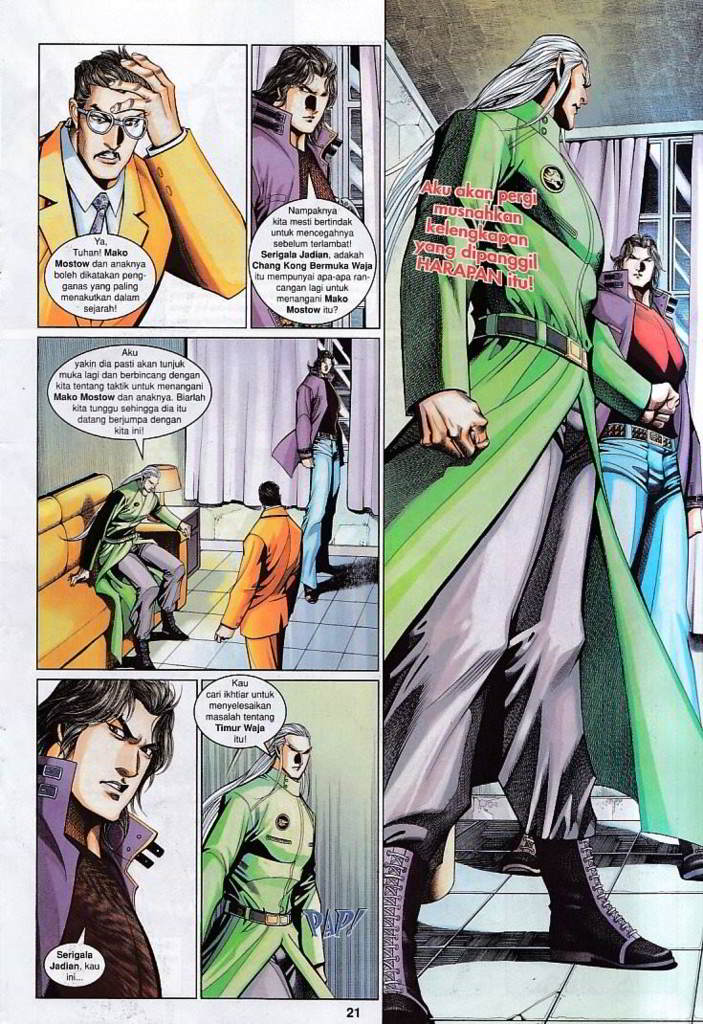 Ya,
Tuhan! Mako
Mostow dan anaknya
boleh dikatakan peng-
ganas yang paling
menakutkan dalam
sejarah!
Nampaknya
kita mesti bertindak
untuk mencegahnya
sebelum terlambat!
Serigala Jadian, adakah
Chang Kong Bermuka Waja
itu mempunyai apa-apa ran-
cangan lagi untuk
menangani Mako
Mostow itu?
Aku
yakin dia pasti akan tunjuk
muka lagi dan berbincang dengan
kita tentang taktik untuk menangani
Mako Mostow dan anaknya. Biarlah
kita tunggu sehingga dia itu
datang berjumpa dengan
kita ini!
Serigala
Jadian, kau
ini...
Kau
cari ikhtiar untuk
menyelesaikan
masalah tentang
Timur Waja
itu!
PAP!
Aku akan pergi
musnahkan
kelengkapan
yang dipanggil
HARAPAN itu!
21